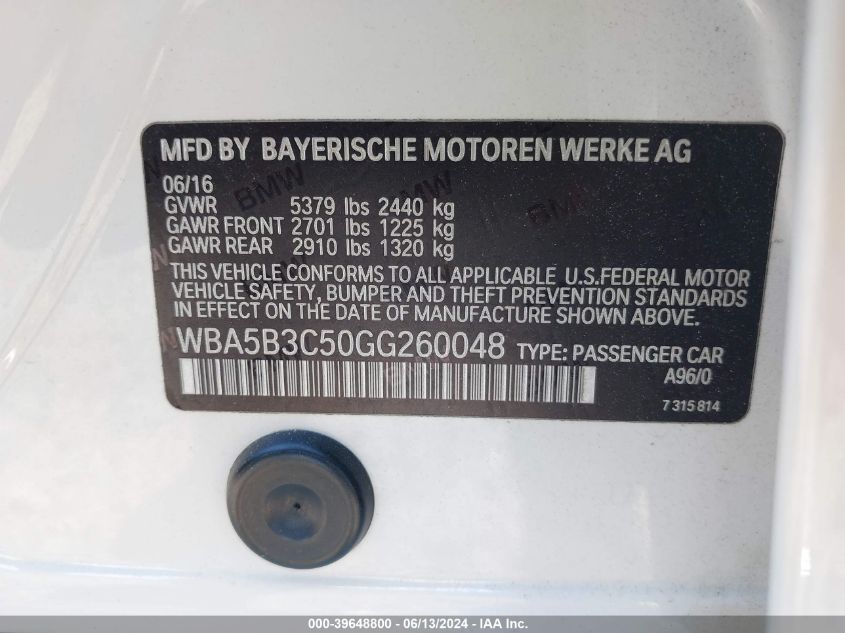 MFD BY BAYERISCHE MOTOREN WERKE AG
06/16
GVWR 5379 lbs 2440 kg
GAWR FRONT 2701 lbs 1225 kg
GAWR REAR 2910 lbs 1320 kg
THIS VEHICLE CONFORMS TO ALL APPLICABLE U.S.FEDERAL MOTOR
VEHICLE SAFETY, BUMPER AND THEFT PREVENTION STANDARDS
IN EFFECT ON THE DATE OF MANUFACTURE SHOWN ABOVE.
WBA5B3C50GG260048 TYPE: PASSENGER CAR
A96/0
7 315 814
BMW
BMW
BMW
000-39648800 - 06/13/2024 - IAA Inc.